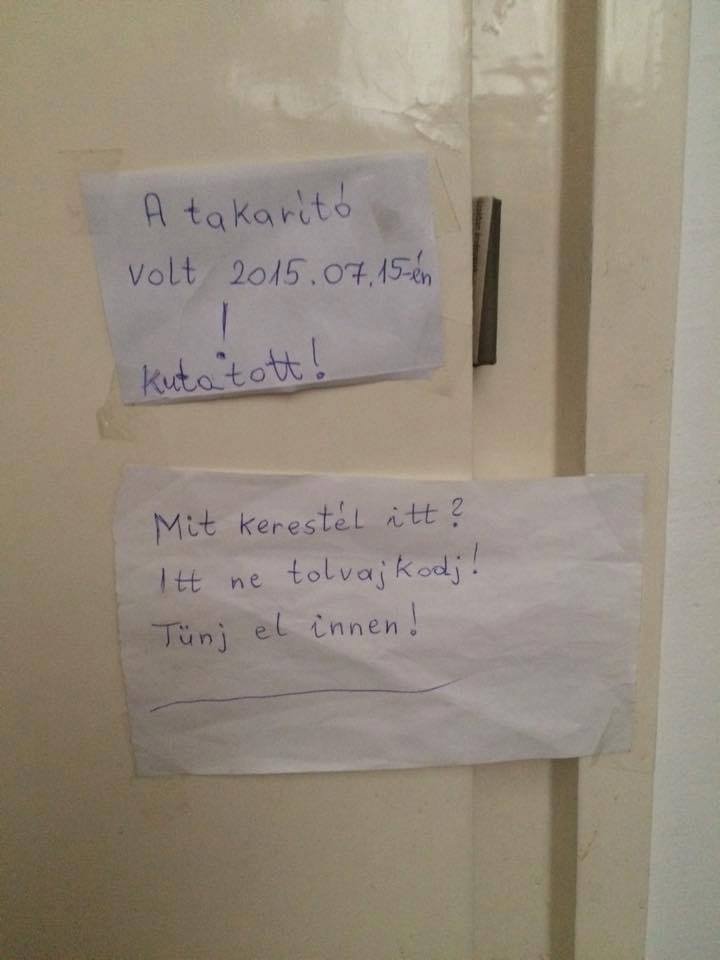 A takarító
volt 2015.07.15-én
!
kutatott!
Mit kerestél itt?
Itt ne tolvajkodj!
Tünj el innen!